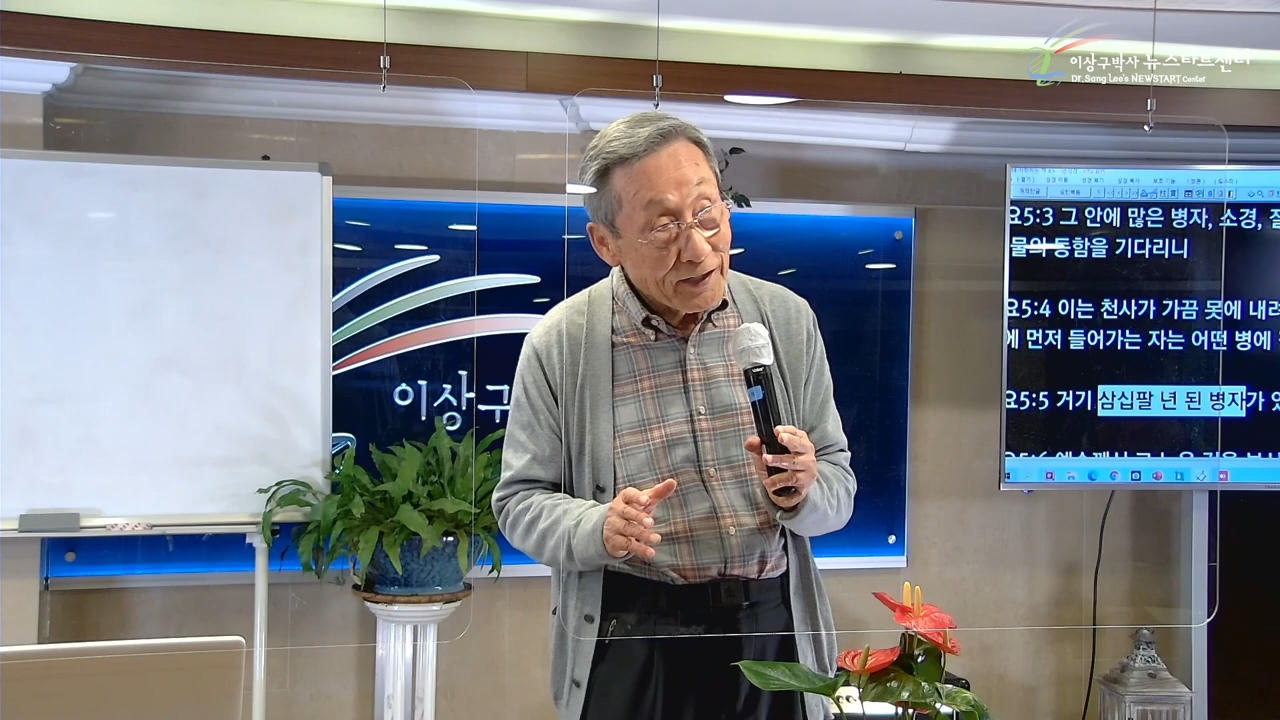 이상구박사 뉴스타트센터
Dr. Sang Lee's NEWSTART Center
이상구
요5:3 그 안에 많은 병자, 소경,
물의 동함을 기다리니
요5:4 이는 천사가 가끔 못에 내려
에 먼저 들어가는 자는 어떤 병에
요5:5 거기 삼십팔 년 된 병자가